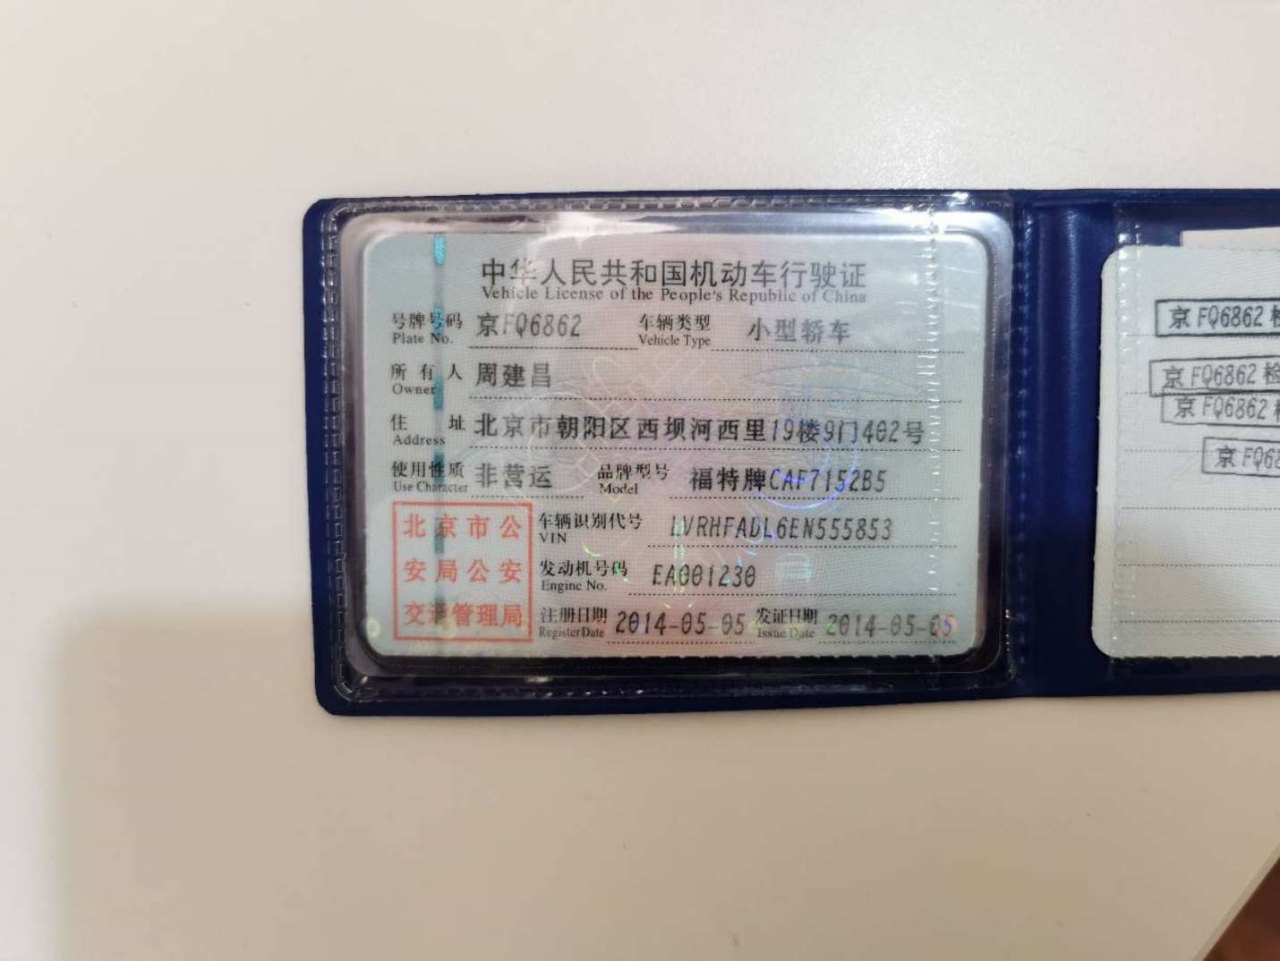 中华人民共和国机动车行驶证
Vehicle License of the People's Republic of China
号牌号码 京FQ6862 车辆类型 小型轿车
Plate No. Vehicle Type
所有人 周建昌
Owner
住址 北京市朝阳区西坝河西里19楼9门402号
Address
使用性质 非营运 品牌型号 福特牌CAF7152B5
Use Character Model
北京市公安局公安交通管理局
车辆识别代号 LVRHFADL6EN555853
VIN
发动机号码 EA001230
Engine No.
注册日期 2014-05-05 发证日期 2014-05-05
Register Date Issue Date
京FQ6862
京FQ6862检
京FQ6862
京FQ68